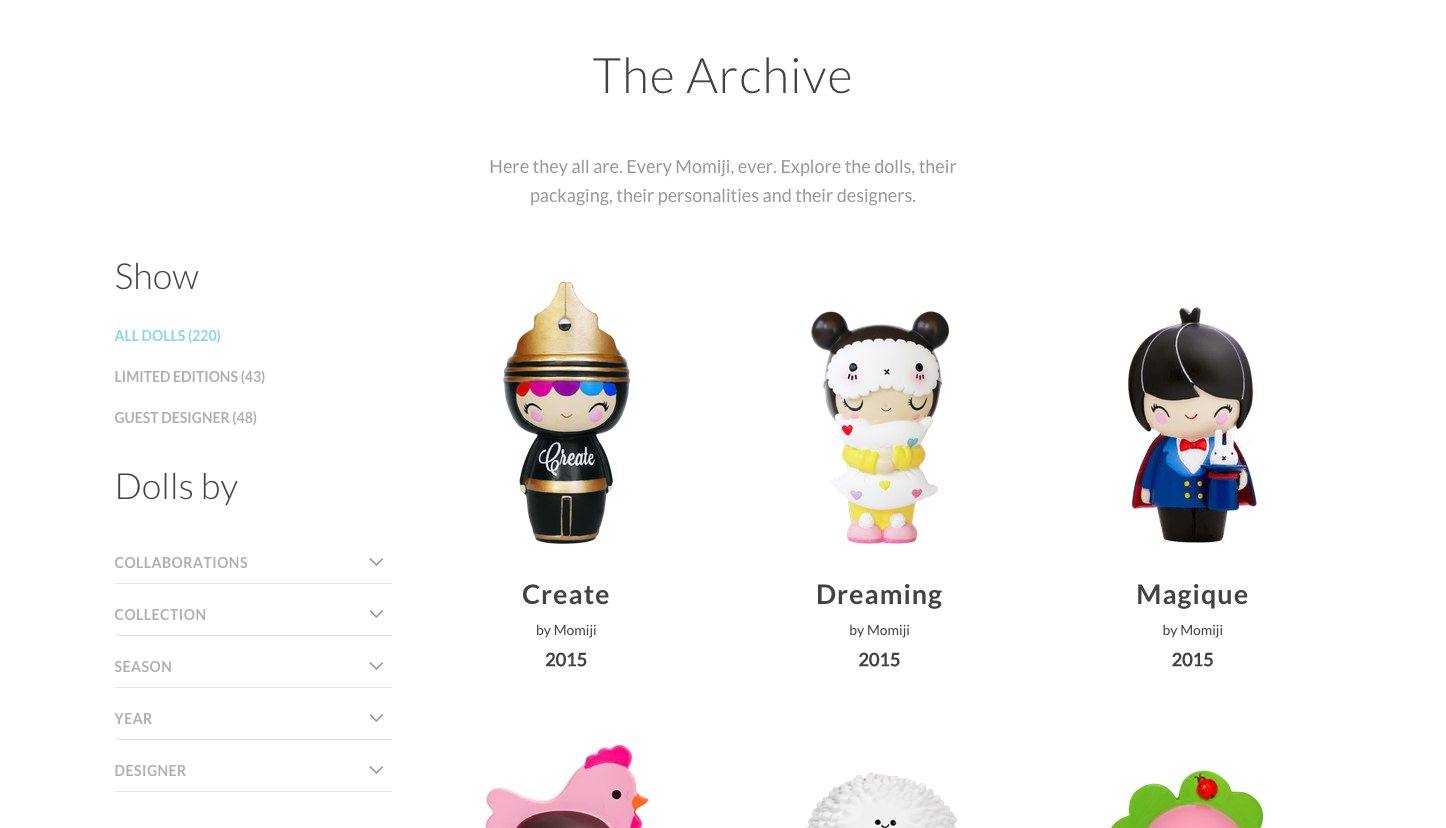 The Archive
Here they all are. Every Momiji, ever. Explore the dolls, their
packaging, their personalities and their designers.
Show
ALL DOLLS (220)
LIMITED EDITIONS (43)
GUEST DESIGNER (48)
Dolls by
COLLABORATIONS
COLLECTION
SEASON
YEAR
DESIGNER
Create
Create
by Momiji
2015
Dreaming
by Momiji
2015
Magique
by Momiji
2015